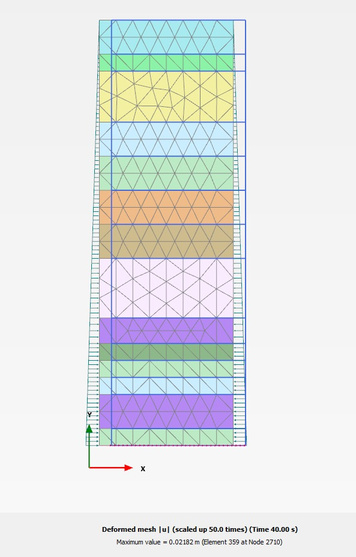 Y
X
Deformed mesh |u| (scaled up 50.0 times) (Time 40.00 s)
Maximum value = 0.02182 m (Element 359 at Node 2710)